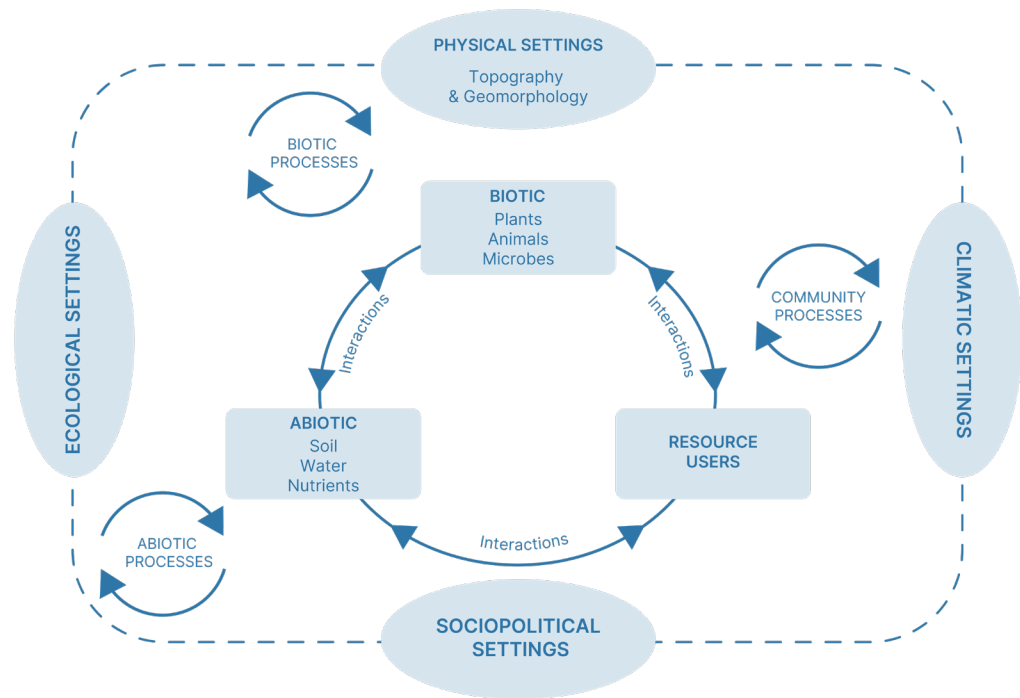 PHYSICAL SETTINGS
Topography
& Geomorphology
BIOTIC
PROCESSES
BIOTIC
Plants
Animals
Microbes
ECOLOGICAL SETTINGS
CLIMATIC SETTINGS
COMMUNITY
PROCESSES
Interactions
Interactions
ABIOTIC
Soil
Water
Nutrients
RESOURCE
USERS
ABIOTIC
PROCESSES
Interactions
SOCIOPOLITICAL
SETTINGS